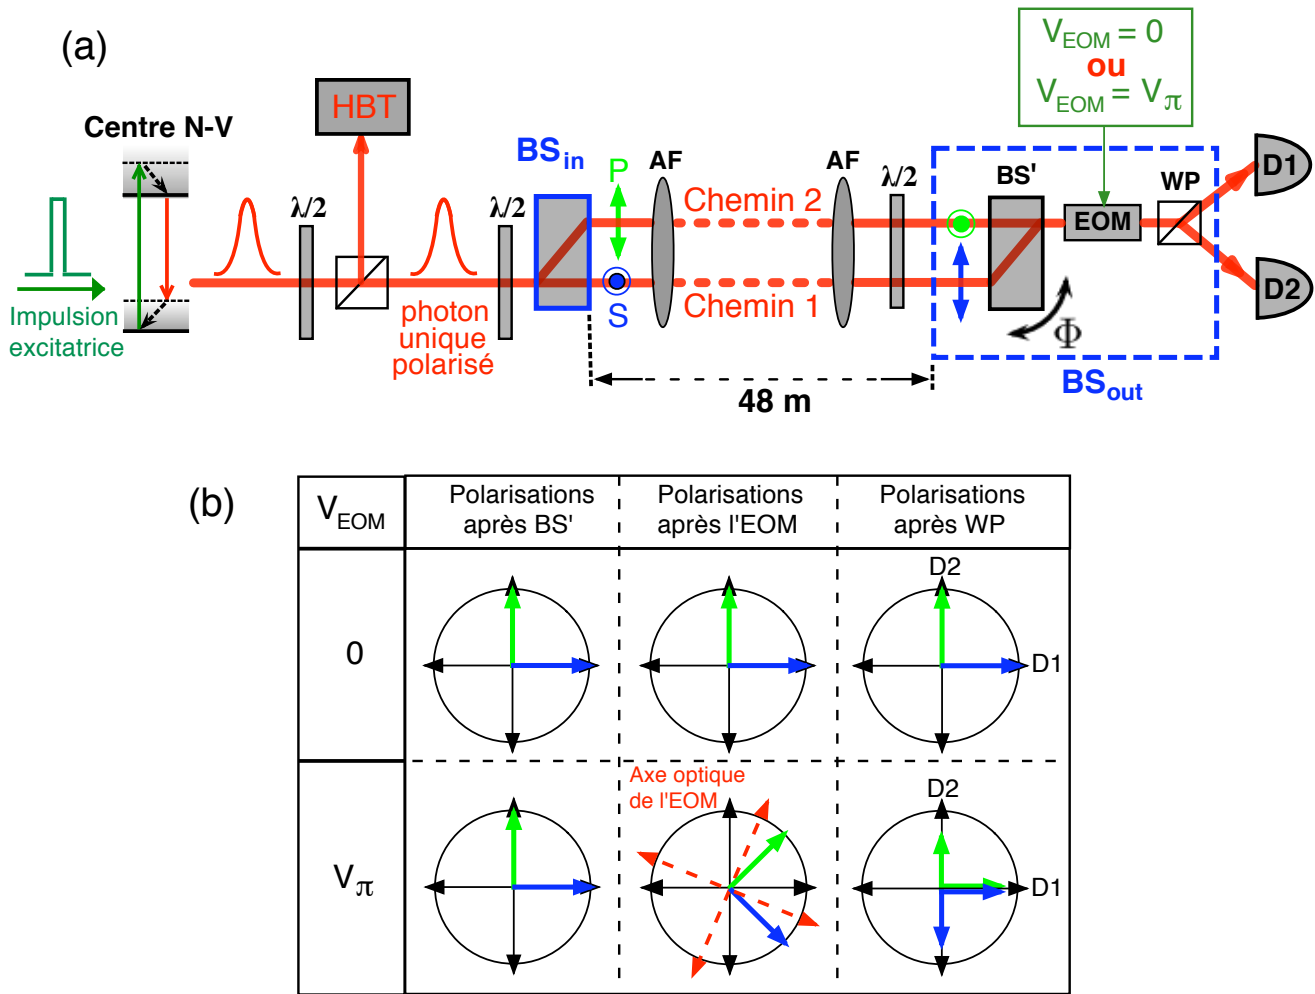 (a)
V_EOM = 0
ou
V_EOM = V_π
Centre N-V
HBT
BS_in
P
AF
AF
λ/2
BS'
WP
D1
λ/2
λ/2
Chemin 2
EOM
Impulsion
excitatrice
photon
unique
polarisé
S
Chemin 1
Φ
D2
48 m
BS_out
(b)
V_EOM
Polarisations
après BS'
Polarisations
après l'EOM
Polarisations
après WP
0
D2
D1
V_π
Axe optique
de l'EOM
D2
D1